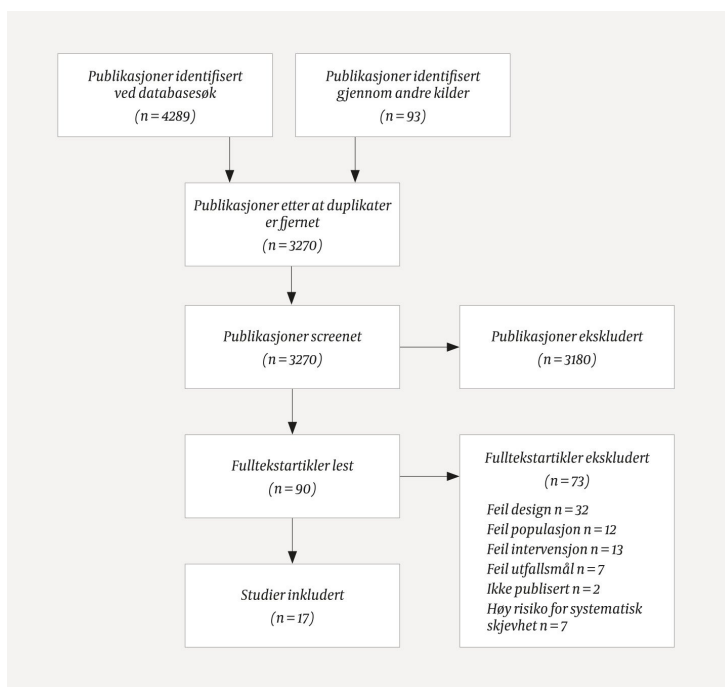 Publikasjoner identifisert
ved databasesøk
(n = 4289)
Publikasjoner identifisert
gjennom andre kilder
(n = 93)
Publikasjoner etter at duplikater
er fjernet
(n = 3270)
Publikasjoner screenet
(n = 3270)
Publikasjoner ekskludert
(n = 3180)
Fulltekstartikler lest
(n = 90)
Fulltekstartikler ekskludert
(n = 73)
Feil design n = 32
Feil populasjon n = 12
Feil intervensjon n = 13
Feil utfallsmål n = 7
Ikke publisert n = 2
Høy risiko for systematisk
skjevhet n = 7
Studier inkludert
(n = 17)